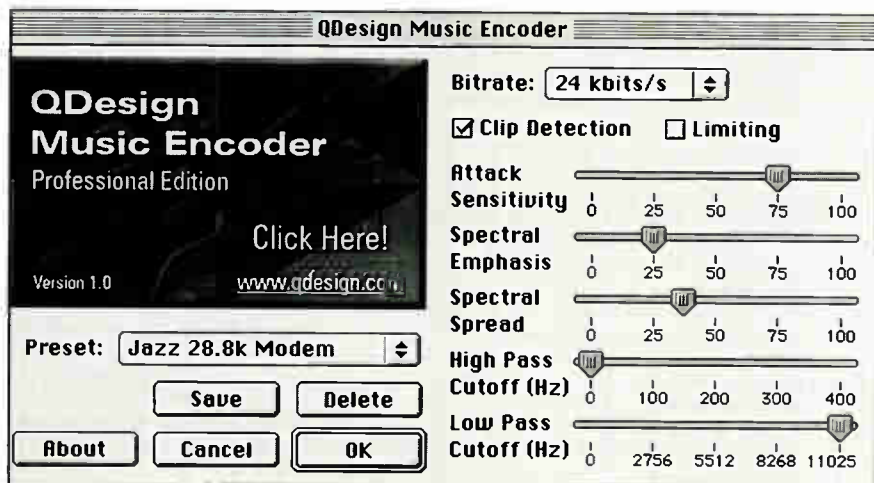 QDesign Music Encoder
QDesign
Music Encoder
Professional Edition
Click Here!
Version 1.0
www.qdesign.com
Preset: Jazz 28.8k Modem
Save
Delete
About
Cancel
OK
Bitrate: 24 kbits/s
Clip Detection
Limiting
Attack
Sensitivity
0 25 50 75 100
Spectral
Emphasis
0 25 50 75 100
Spectral
Spread
0 25 50 75 100
High Pass
Cutoff (Hz)
0 100 200 300 400
Low Pass
Cutoff (Hz)
0 2756 5512 8268 11025